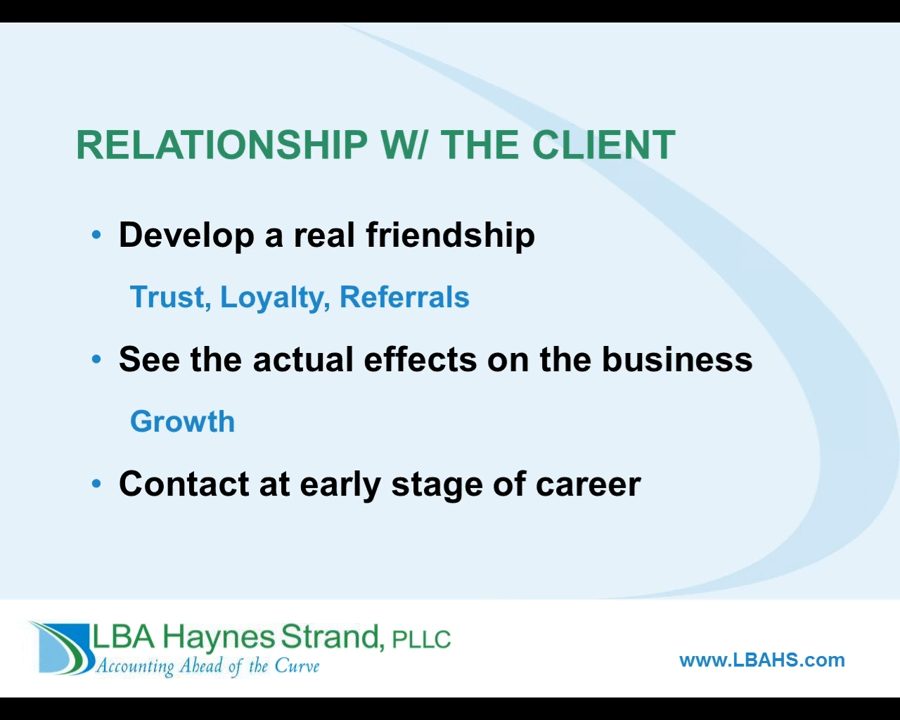 RELATIONSHIP W/ THE CLIENT
• Develop a real friendship
Trust, Loyalty, Referrals
• See the actual effects on the business
Growth
• Contact at early stage of career
LBA Haynes Strand, PLLC
Accounting Ahead of the Curve
www.LBAHS.com